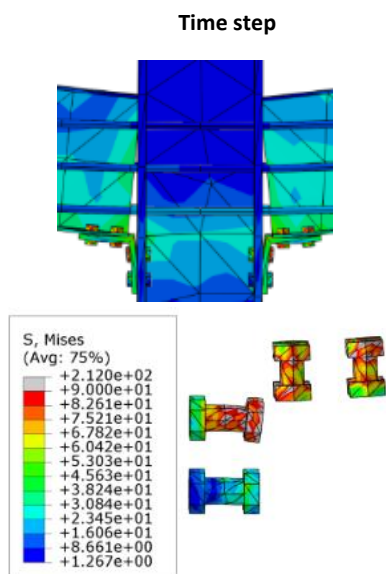 Time step
S, Mises
(Avg: 75%)
+2.120e+02
+9.000e+01
+8.261e+01
+7.521e+01
+6.782e+01
+6.042e+01
+5.303e+01
+4.563e+01
+3.824e+01
+3.084e+01
+2.345e+01
+1.606e+01
+8.661e+00
+1.267e+00